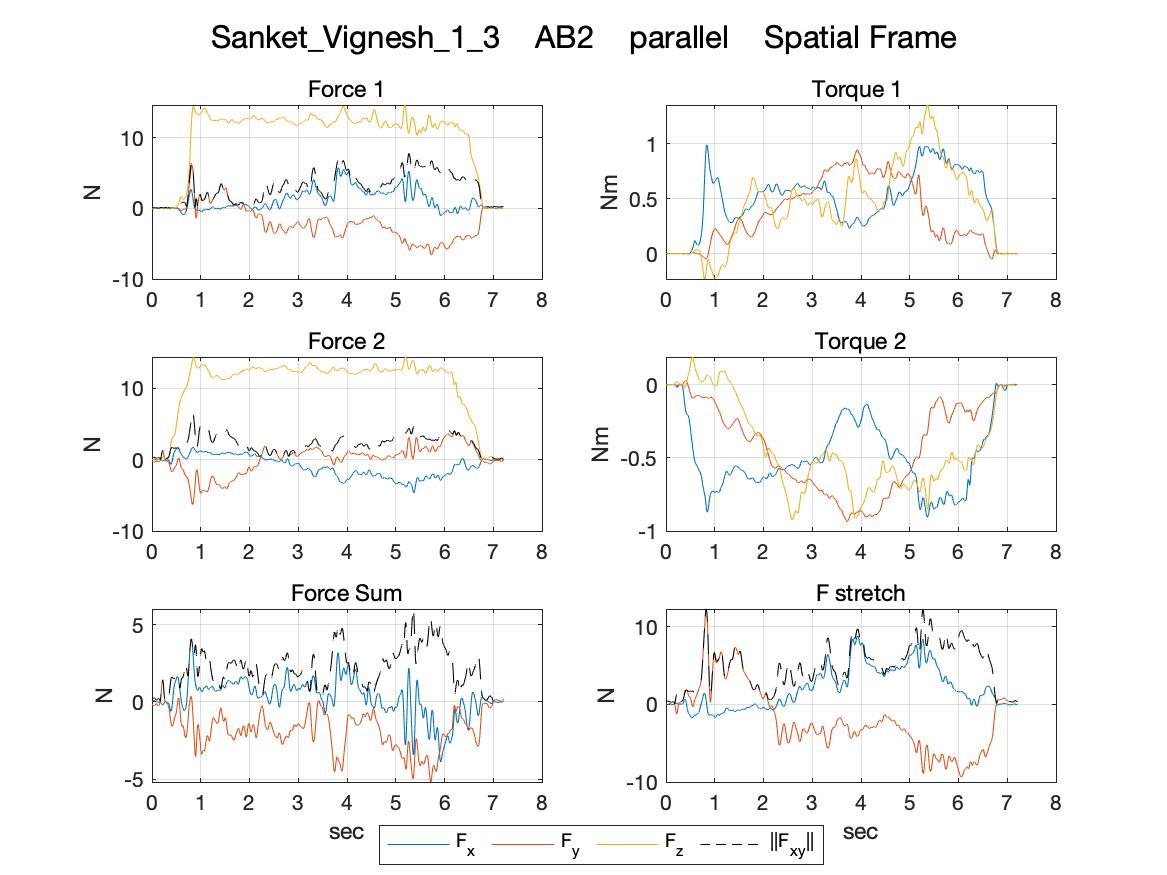 Sanket_Vignesh_1_3 AB2 parallel Spatial Frame
Force 1
Torque 1
10
0
-10
N
0 1 2 3 4 5 6 7 8
1
0.5
0
Nm
0 1 2 3 4 5 6 7 8
Force 2
Torque 2
10
0
-10
N
0 1 2 3 4 5 6 7 8
0
-0.5
-1
Nm
0 1 2 3 4 5 6 7 8
Force Sum
F stretch
5
0
-5
N
0 1 2 3 4 5 6 7 8
sec
10
0
-10
N
0 1 2 3 4 5 6 7 8
sec
F_x F_y F_z ||F_xy||